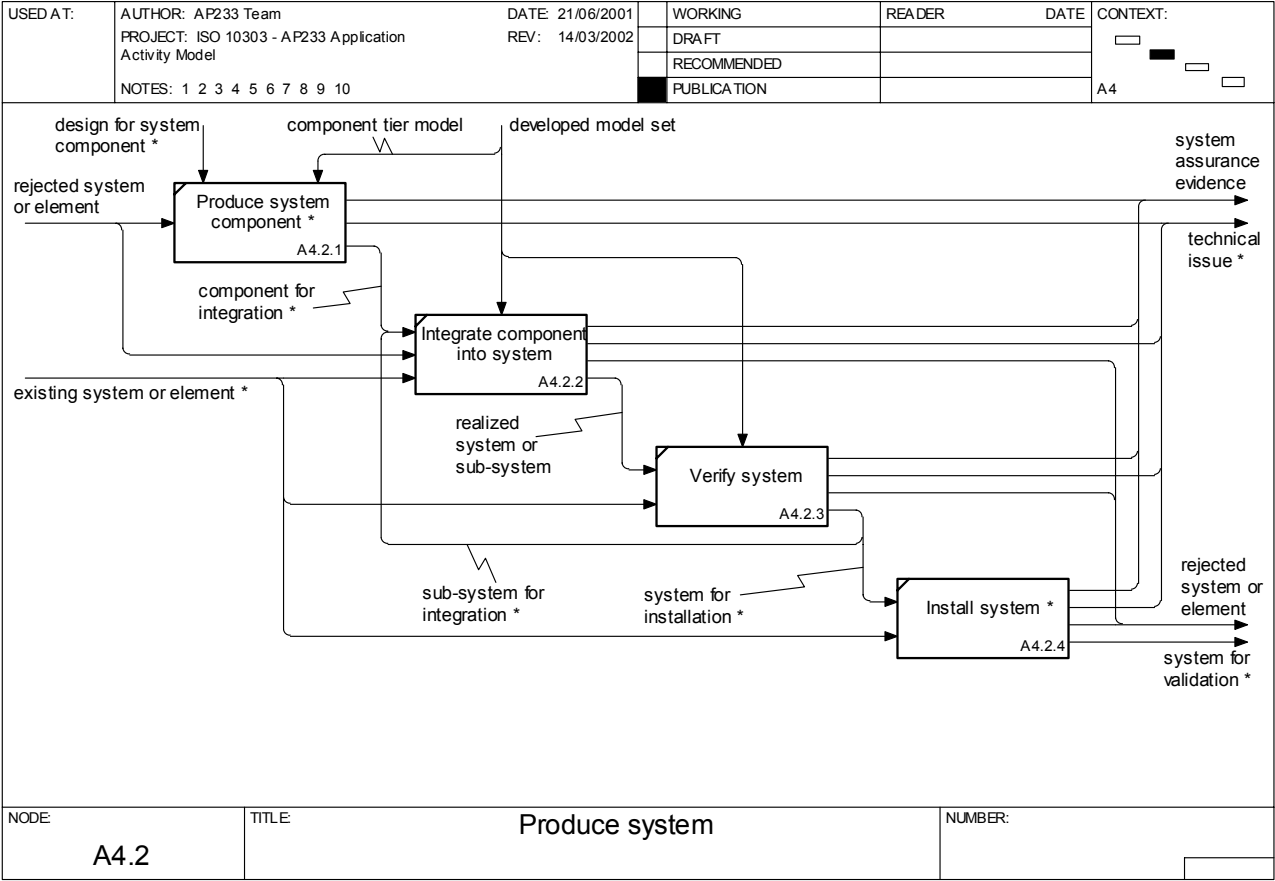 USED AT:
AUTHOR: AP233 Team
DATE: 21/06/2001
PROJECT: ISO 10303 - AP233 Application
Activity Model
REV: 14/03/2002
NOTES: 1 2 3 4 5 6 7 8 9 10
WORKING
DRAFT
RECOMMENDED
PUBLICATION
READER DATE
CONTEXT:
A4
design for system
component *
component tier model
developed model set
system
assurance
evidence
rejected system
or element
Produce system
component *
A4.2.1
technical
issue *
component for
integration *
Integrate component
into system
A4.2.2
existing system or element *
realized
system or
sub-system
Verify system
A4.2.3
sub-system for
integration *
system for
installation *
Install system *
A4.2.4
rejected
system or
element
system for
validation *
NODE:
A4.2
TITLE:
Produce system
NUMBER: